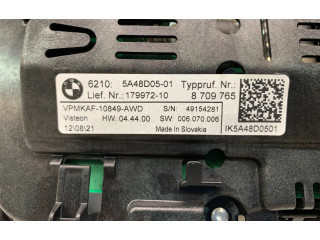 6210: 5A48D05-01 Typpruf. Nr.:
Lief. Nr.: 179972-10 8 709 765
VPMKAF-10849-AWD S/N: 49154281
Visteon HW: 04.44.00 SW: 006.070.006
12\08\21 Made in Slovakia IK5A48D0501